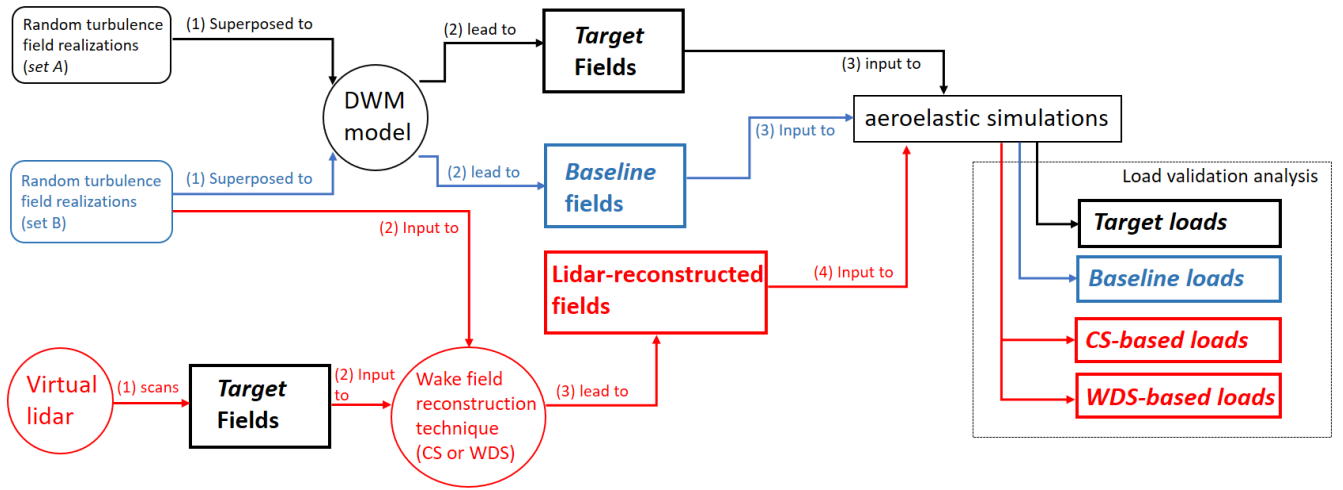 Random turbulence
field realizations
(set A)
(1) Superposed to
DWM
model
(2) lead to
Target
Fields
(3) input to
aeroelastic simulations
Random turbulence
field realizations
(set B)
(1) Superposed to
(2) lead to
Baseline
fields
(3) Input to
(2) Input to
Lidar-reconstructed
fields
(4) Input to
Virtual
lidar
(1) scans
Target
Fields
(2) Input
to
Wake field
reconstruction
technique
(CS or WDS)
(3) lead to
Load validation analysis
Target loads
Baseline loads
CS-based loads
WDS-based loads